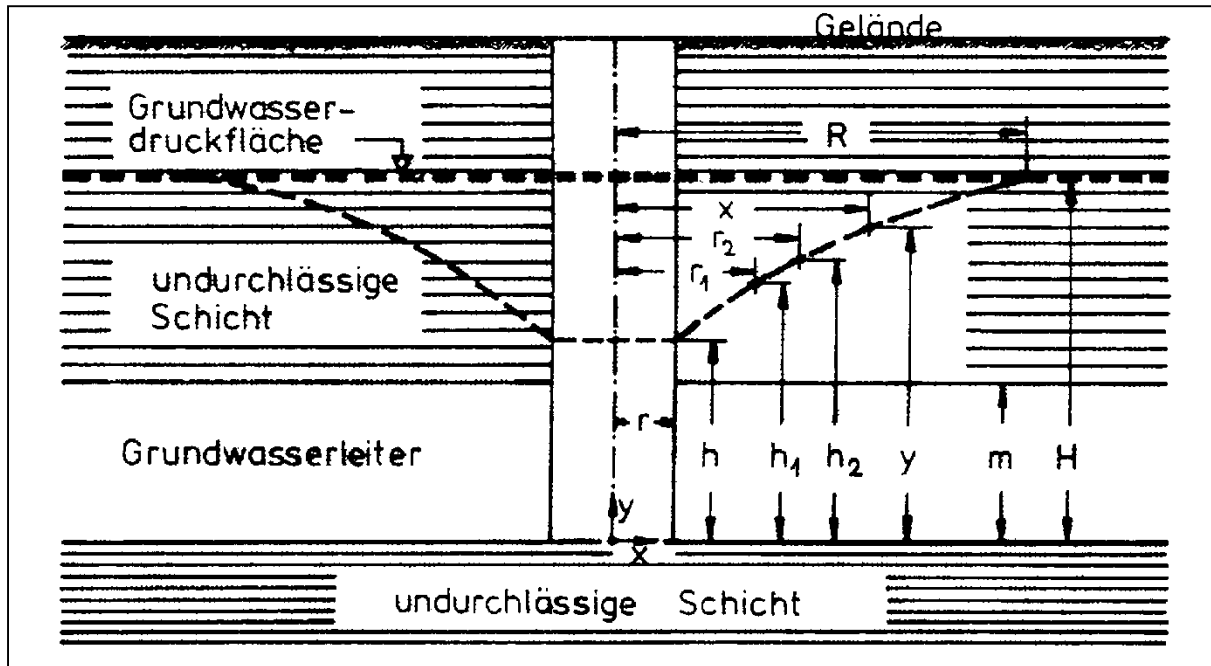 Gelände
Grundwasser-
druckfläche
R
x
r₂
r₁
undurchlässige
Schicht
r
Grundwasserleiter
h
h₁
h₂
y
m
H
y
x
undurchlässige Schicht